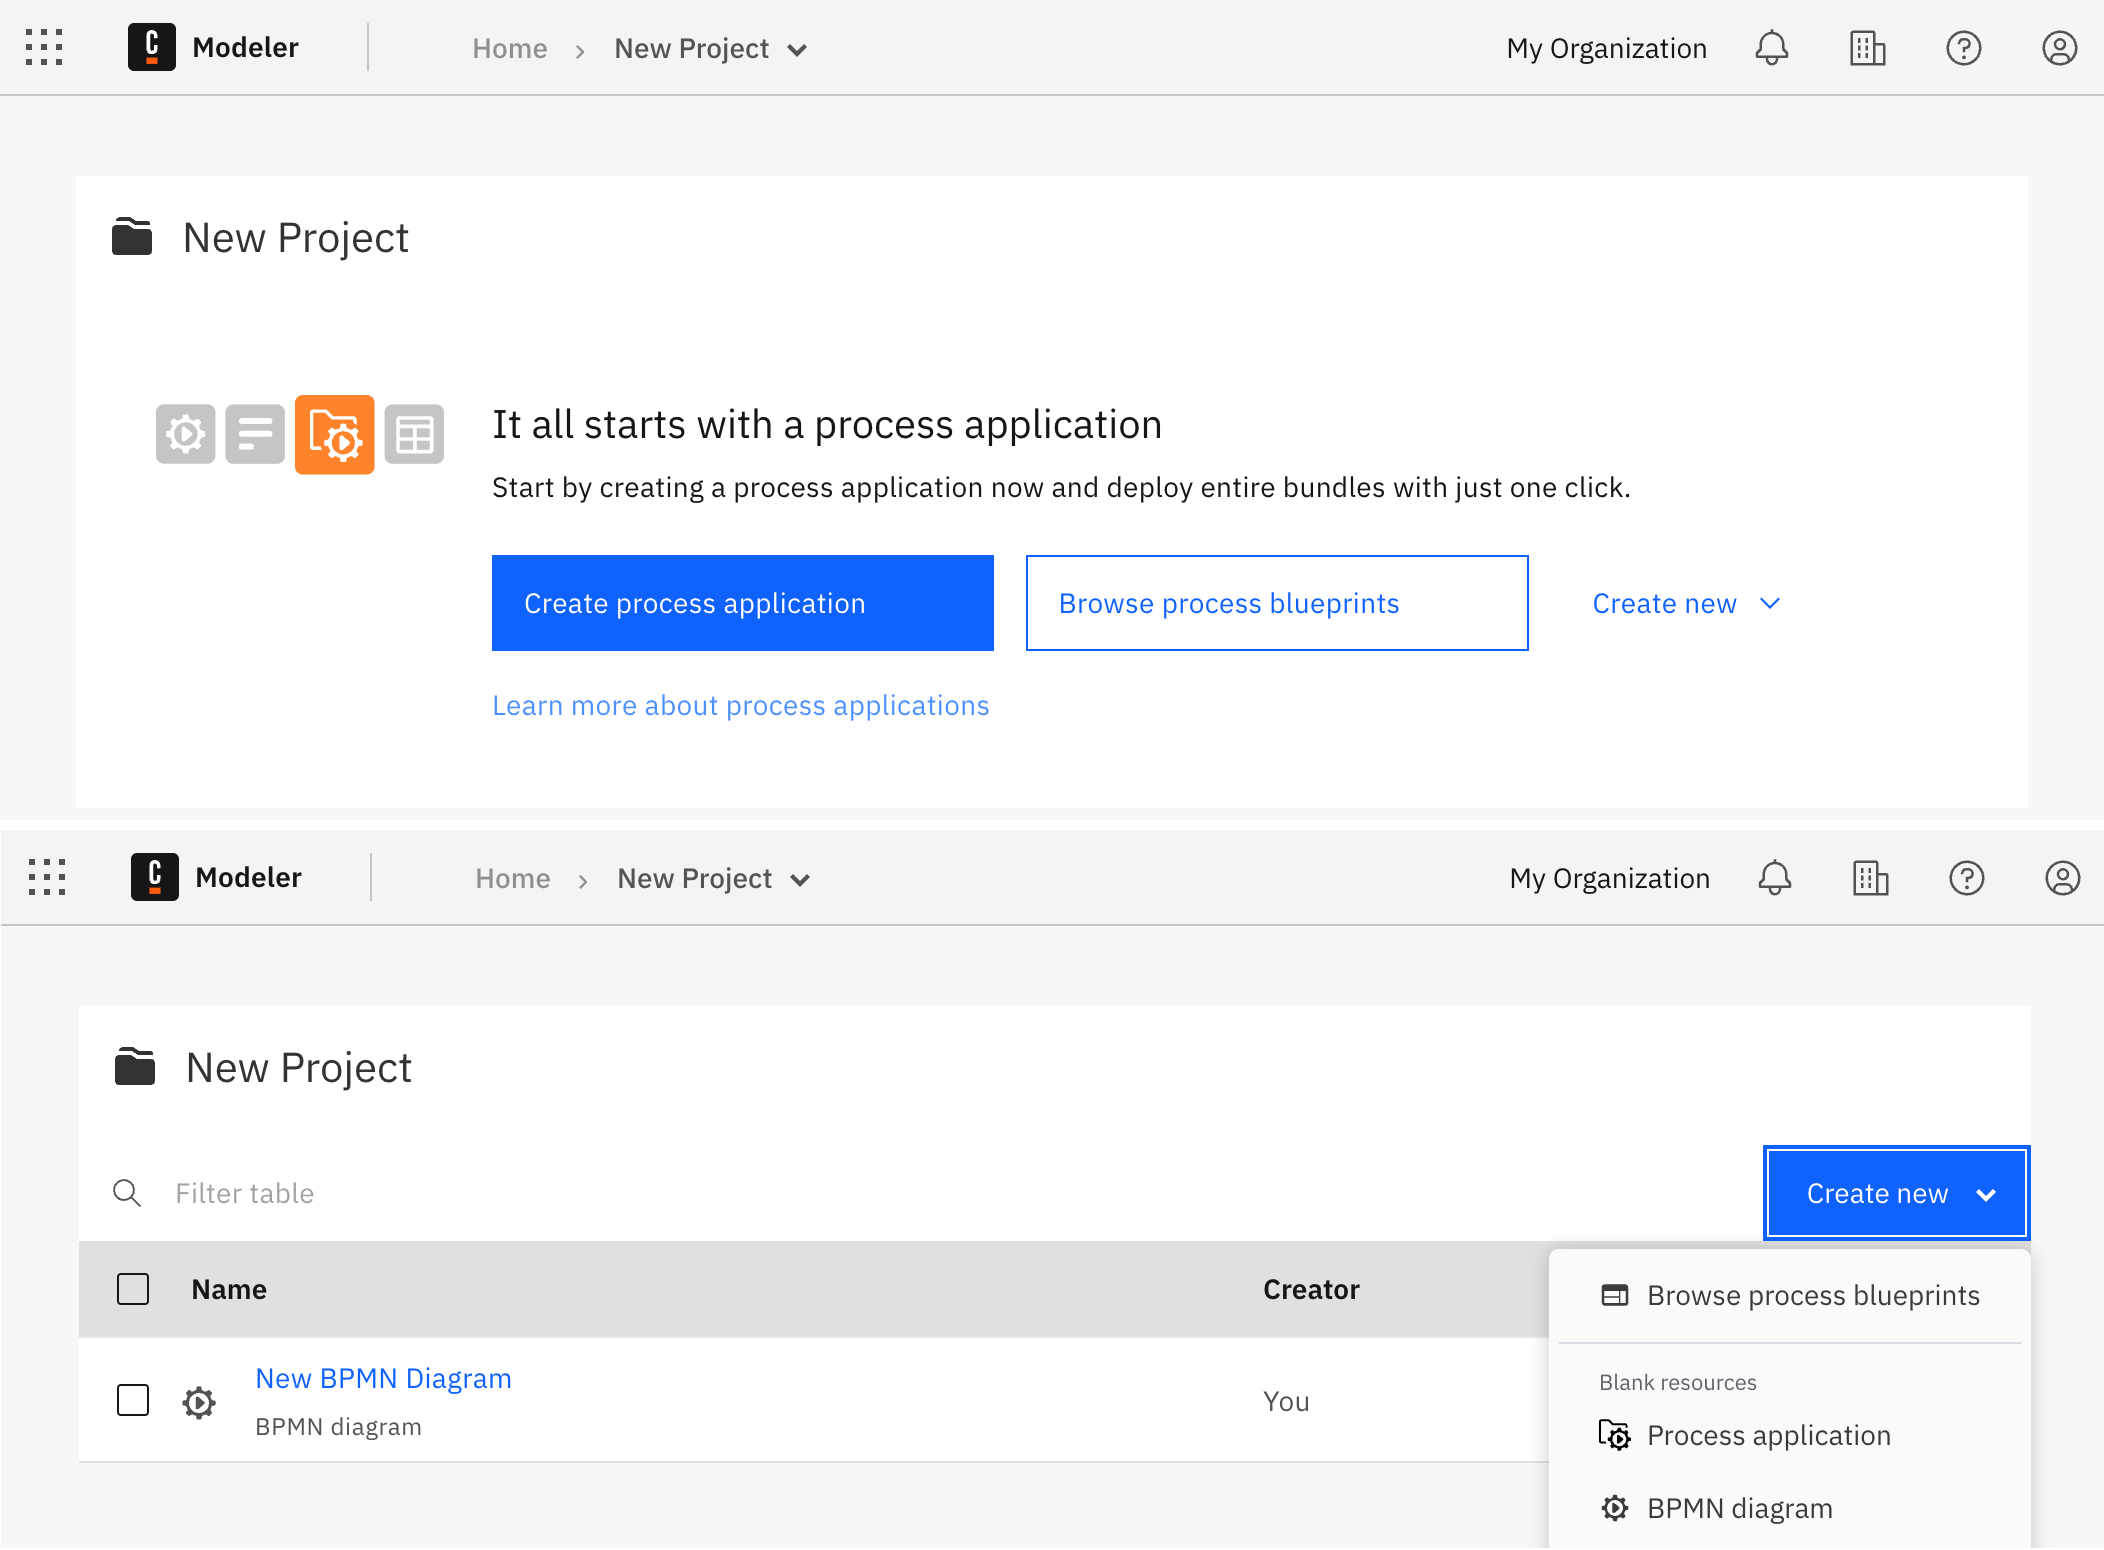 Modeler
Home › New Project
My Organization
New Project
It all starts with a process application
Start by creating a process application now and deploy entire bundles with just one click.
Create process application
Browse process blueprints
Create new
Learn more about process applications
Modeler
Home › New Project
My Organization
New Project
Filter table
Create new
Name
Creator
Browse process blueprints
New BPMN Diagram
BPMN diagram
You
Blank resources
Process application
BPMN diagram